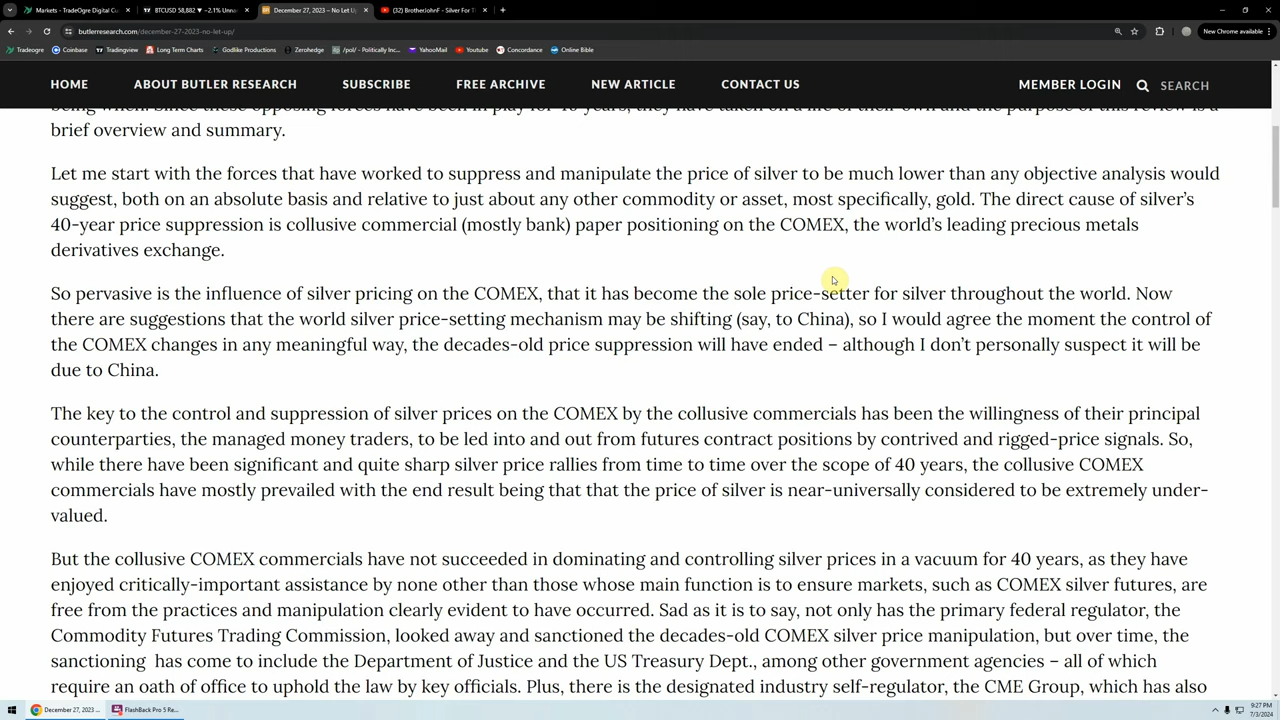 Markets - TradeOgre Digital Cu
BTCUSD 58,882 ▼ −2.1% Unna
December 27, 2023 – No Let U
(32) BrotherJohnF - Silver For T
butlerresearch.com/december-27-2023-no-let-up/
New Chrome available
Tradeogre
Coinbase
Tradingview
Long Term Charts
Godlike Productions
Zerohedge
/pol/ - Politically Inc...
YahooMail
Youtube
Concordance
Online Bible
HOME
ABOUT BUTLER RESEARCH
SUBSCRIBE
FREE ARCHIVE
NEW ARTICLE
CONTACT US
MEMBER LOGIN
SEARCH
being when. Since these opposing forces have been in play for 40 years, they have taken on a life of their own and the purpose of this review is a
brief overview and summary.
Let me start with the forces that have worked to suppress and manipulate the price of silver to be much lower than any objective analysis would
suggest, both on an absolute basis and relative to just about any other commodity or asset, most specifically, gold. The direct cause of silver's
40-year price suppression is collusive commercial (mostly bank) paper positioning on the COMEX, the world's leading precious metals
derivatives exchange.
So pervasive is the influence of silver pricing on the COMEX, that it has become the sole price-setter for silver throughout the world. Now
there are suggestions that the world silver price-setting mechanism may be shifting (say, to China), so I would agree the moment the control of
the COMEX changes in any meaningful way, the decades-old price suppression will have ended – although I don't personally suspect it will be
due to China.
The key to the control and suppression of silver prices on the COMEX by the collusive commercials has been the willingness of their principal
counterparties, the managed money traders, to be led into and out from futures contract positions by contrived and rigged-price signals. So,
while there have been significant and quite sharp silver price rallies from time to time over the scope of 40 years, the collusive COMEX
commercials have mostly prevailed with the end result being that that the price of silver is near-universally considered to be extremely under-
valued.
But the collusive COMEX commercials have not succeeded in dominating and controlling silver prices in a vacuum for 40 years, as they have
enjoyed critically-important assistance by none other than those whose main function is to ensure markets, such as COMEX silver futures, are
free from the practices and manipulation clearly evident to have occurred. Sad as it is to say, not only has the primary federal regulator, the
Commodity Futures Trading Commission, looked away and sanctioned the decades-old COMEX silver price manipulation, but over time, the
sanctioning has come to include the Department of Justice and the US Treasury Dept., among other government agencies – all of which
require an oath of office to uphold the law by key officials. Plus, there is the designated industry self-regulator, the CME Group, which has also
December 27, 2023 ...
FlashBack Pro 5 Re...
9:27 PM
7/3/2024